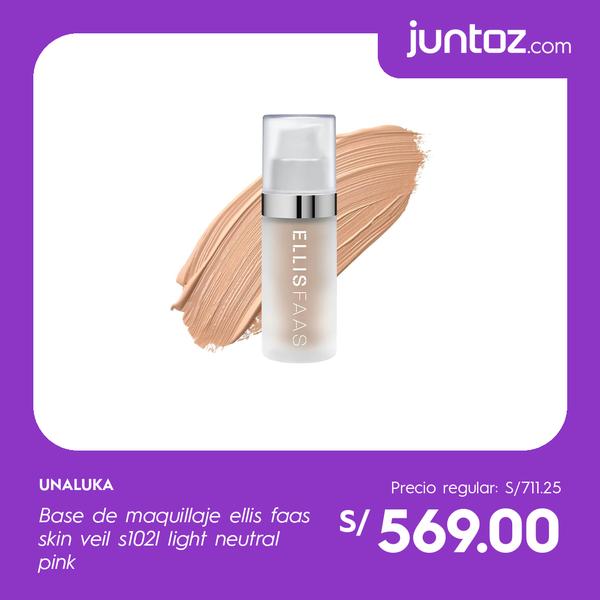 juntoz.com
ELLIS FAAS
UNALUKA
Base de maquillaje ellis faas
skin veil s102l light neutral
pink
Precio regular: S/711.25
S/ 569.00